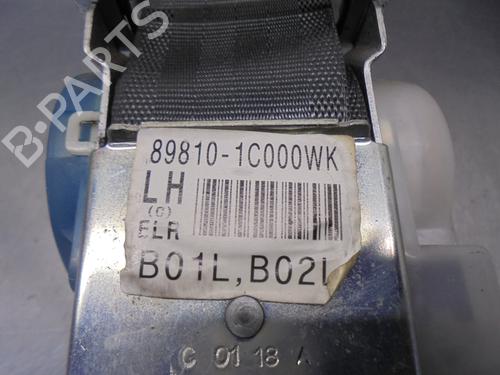 B-PARTS
89810-1C000WK
LH
(G)
ELR
B01L, B02L
C 01 18 A